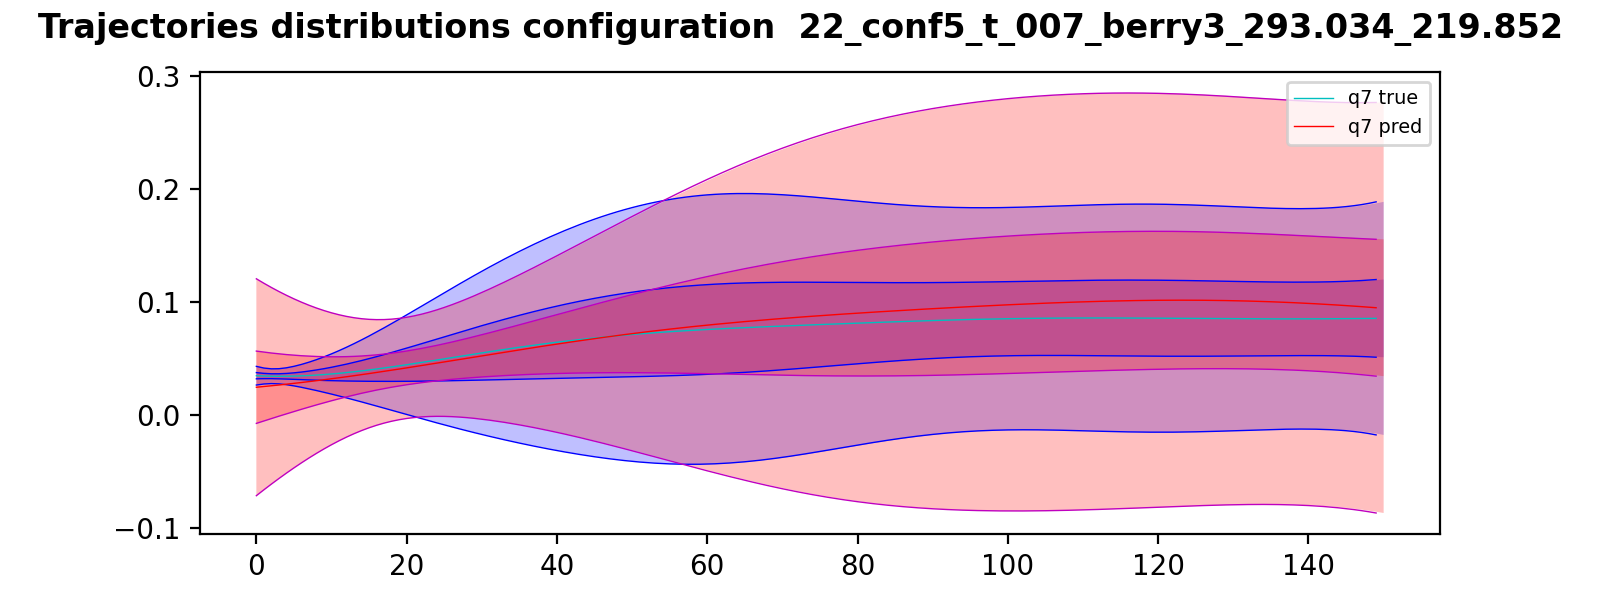 Trajectories distributions configuration  22_conf5_t_007_berry3_293.034_219.852
0.3
0.2
0.1
0.0
−0.1
q7 true
q7 pred
0 20 40 60 80 100 120 140